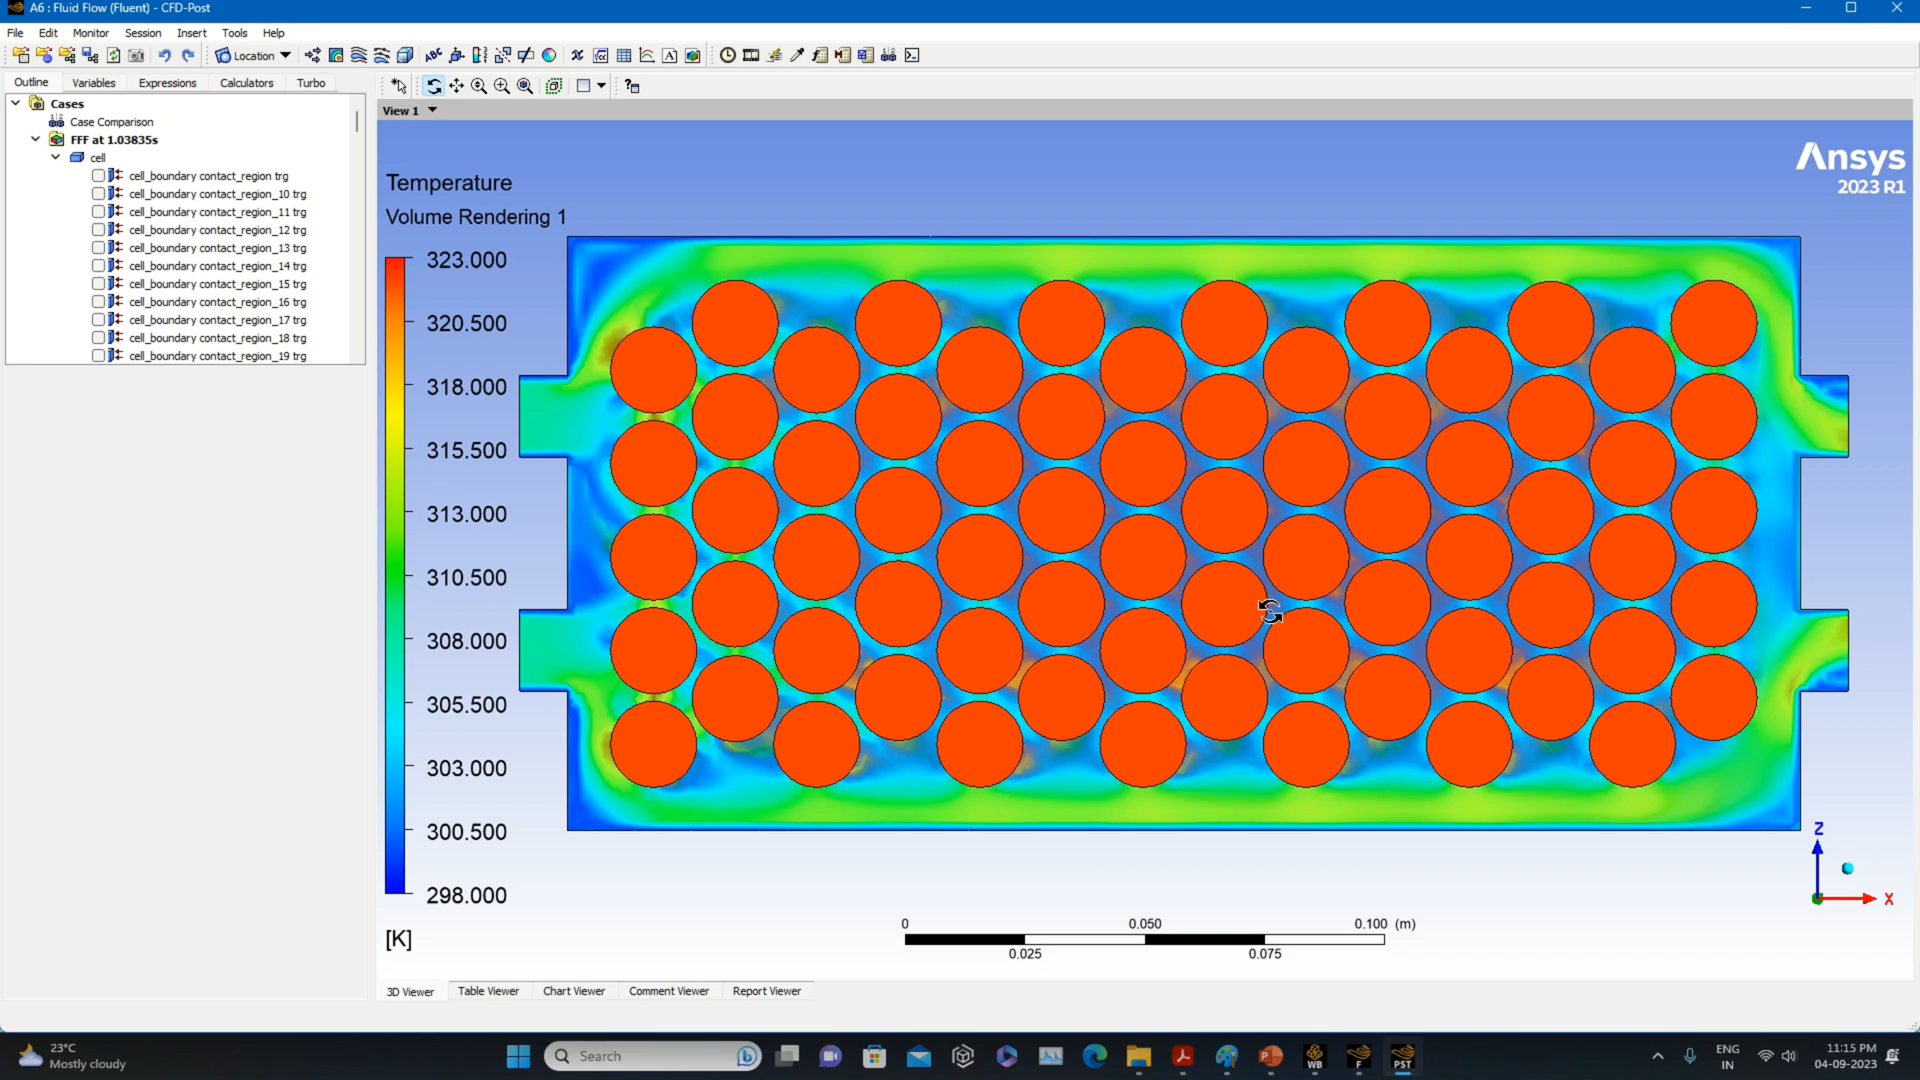 A6 : Fluid Flow (Fluent) - CFD-Post
File Edit Monitor Session Insert Tools Help
Location
Outline Variables Expressions Calculators Turbo
Cases
Case Comparison
FFF at 1.03835s
cell
cell_boundary contact_region trg
cell_boundary contact_region_10 trg
cell_boundary contact_region_11 trg
cell_boundary contact_region_12 trg
cell_boundary contact_region_13 trg
cell_boundary contact_region_14 trg
cell_boundary contact_region_15 trg
cell_boundary contact_region_16 trg
cell_boundary contact_region_17 trg
cell_boundary contact_region_18 trg
cell_boundary contact_region_19 trg
View 1
Ansys
2023 R1
Temperature
Volume Rendering 1
323.000
320.500
318.000
315.500
313.000
310.500
308.000
305.500
303.000
300.500
298.000
[K]
0 0.050 0.100 (m)
0.025 0.075
Z
X
3D Viewer Table Viewer Chart Viewer Comment Viewer Report Viewer
23°C
Mostly cloudy
Search
WB
F
PST
ENG
IN
11:15 PM
04-09-2023